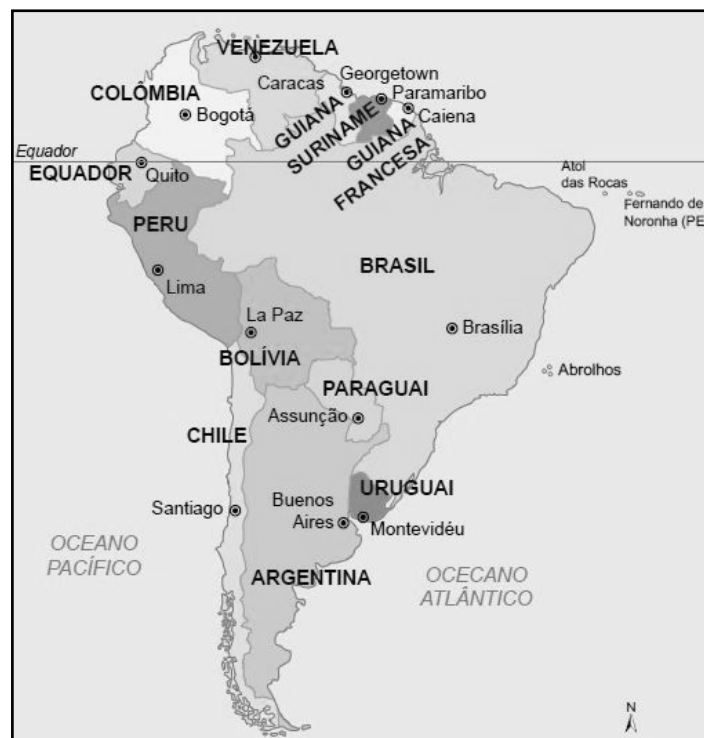 VENEZUELA
Caracas
Georgetown
Paramaribo
Caiena
COLÔMBIA
Bogotá
GUIANA
SURINAME
GUIANA
FRANCESA
Equador
EQUADOR
Quito
Atol
das Rocas
Fernando de
Noronha (PE
PERU
Lima
BRASIL
La Paz
BOLÍVIA
Brasília
Abrolhos
PARAGUAI
Assunção
CHILE
Santiago
Buenos
Aires
URUGUAI
Montevidéu
OCEANO
PACÍFICO
ARGENTINA
OCECANO
ATLÂNTICO
N